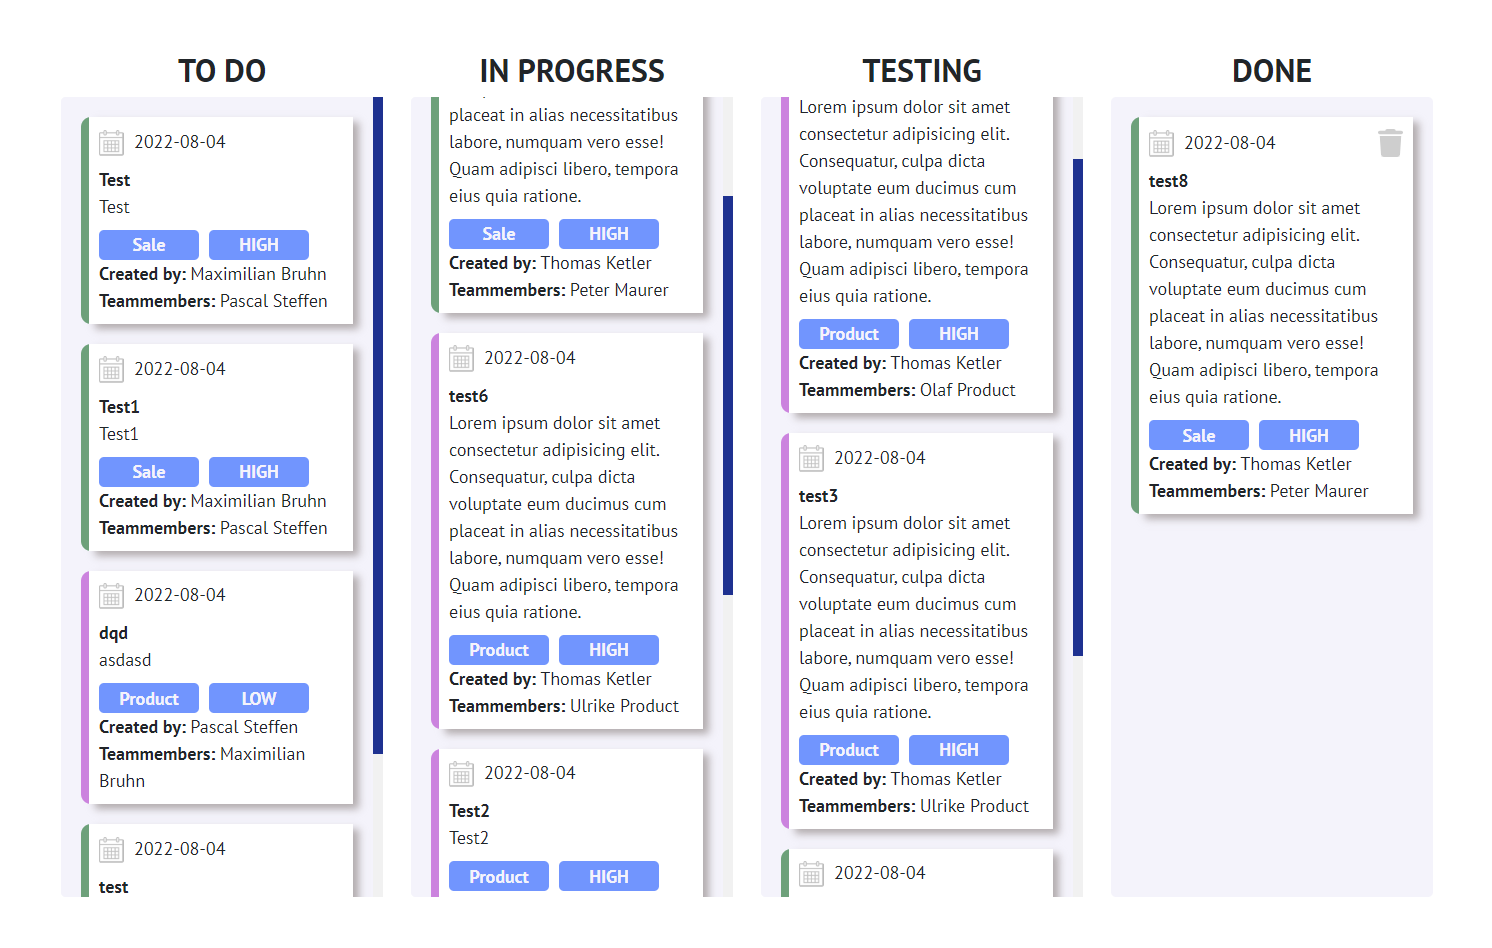 TO DO
2022-08-04
Test
Test
Sale HIGH
Created by: Maximilian Bruhn
Teammembers: Pascal Steffen
2022-08-04
Test1
Test1
Sale HIGH
Created by: Maximilian Bruhn
Teammembers: Pascal Steffen
2022-08-04
dqd
asdasd
Product LOW
Created by: Pascal Steffen
Teammembers: Maximilian
Bruhn
2022-08-04
test
IN PROGRESS
placeat in alias necessitatibus
labore, numquam vero esse!
Quam adipisci libero, tempora
eius quia ratione.
Sale HIGH
Created by: Thomas Ketler
Teammembers: Peter Maurer
2022-08-04
test6
Lorem ipsum dolor sit amet
consectetur adipisicing elit.
Consequatur, culpa dicta
voluptate eum ducimus cum
placeat in alias necessitatibus
labore, numquam vero esse!
Quam adipisci libero, tempora
eius quia ratione.
Product HIGH
Created by: Thomas Ketler
Teammembers: Ulrike Product
2022-08-04
Test2
Test2
Product HIGH
TESTING
Lorem ipsum dolor sit amet
consectetur adipisicing elit.
Consequatur, culpa dicta
voluptate eum ducimus cum
placeat in alias necessitatibus
labore, numquam vero esse!
Quam adipisci libero, tempora
eius quia ratione.
Product HIGH
Created by: Thomas Ketler
Teammembers: Olaf Product
2022-08-04
test3
Lorem ipsum dolor sit amet
consectetur adipisicing elit.
Consequatur, culpa dicta
voluptate eum ducimus cum
placeat in alias necessitatibus
labore, numquam vero esse!
Quam adipisci libero, tempora
eius quia ratione.
Product HIGH
Created by: Thomas Ketler
Teammembers: Ulrike Product
2022-08-04
DONE
2022-08-04
test8
Lorem ipsum dolor sit amet
consectetur adipisicing elit.
Consequatur, culpa dicta
voluptate eum ducimus cum
placeat in alias necessitatibus
labore, numquam vero esse!
Quam adipisci libero, tempora
eius quia ratione.
Sale HIGH
Created by: Thomas Ketler
Teammembers: Peter Maurer